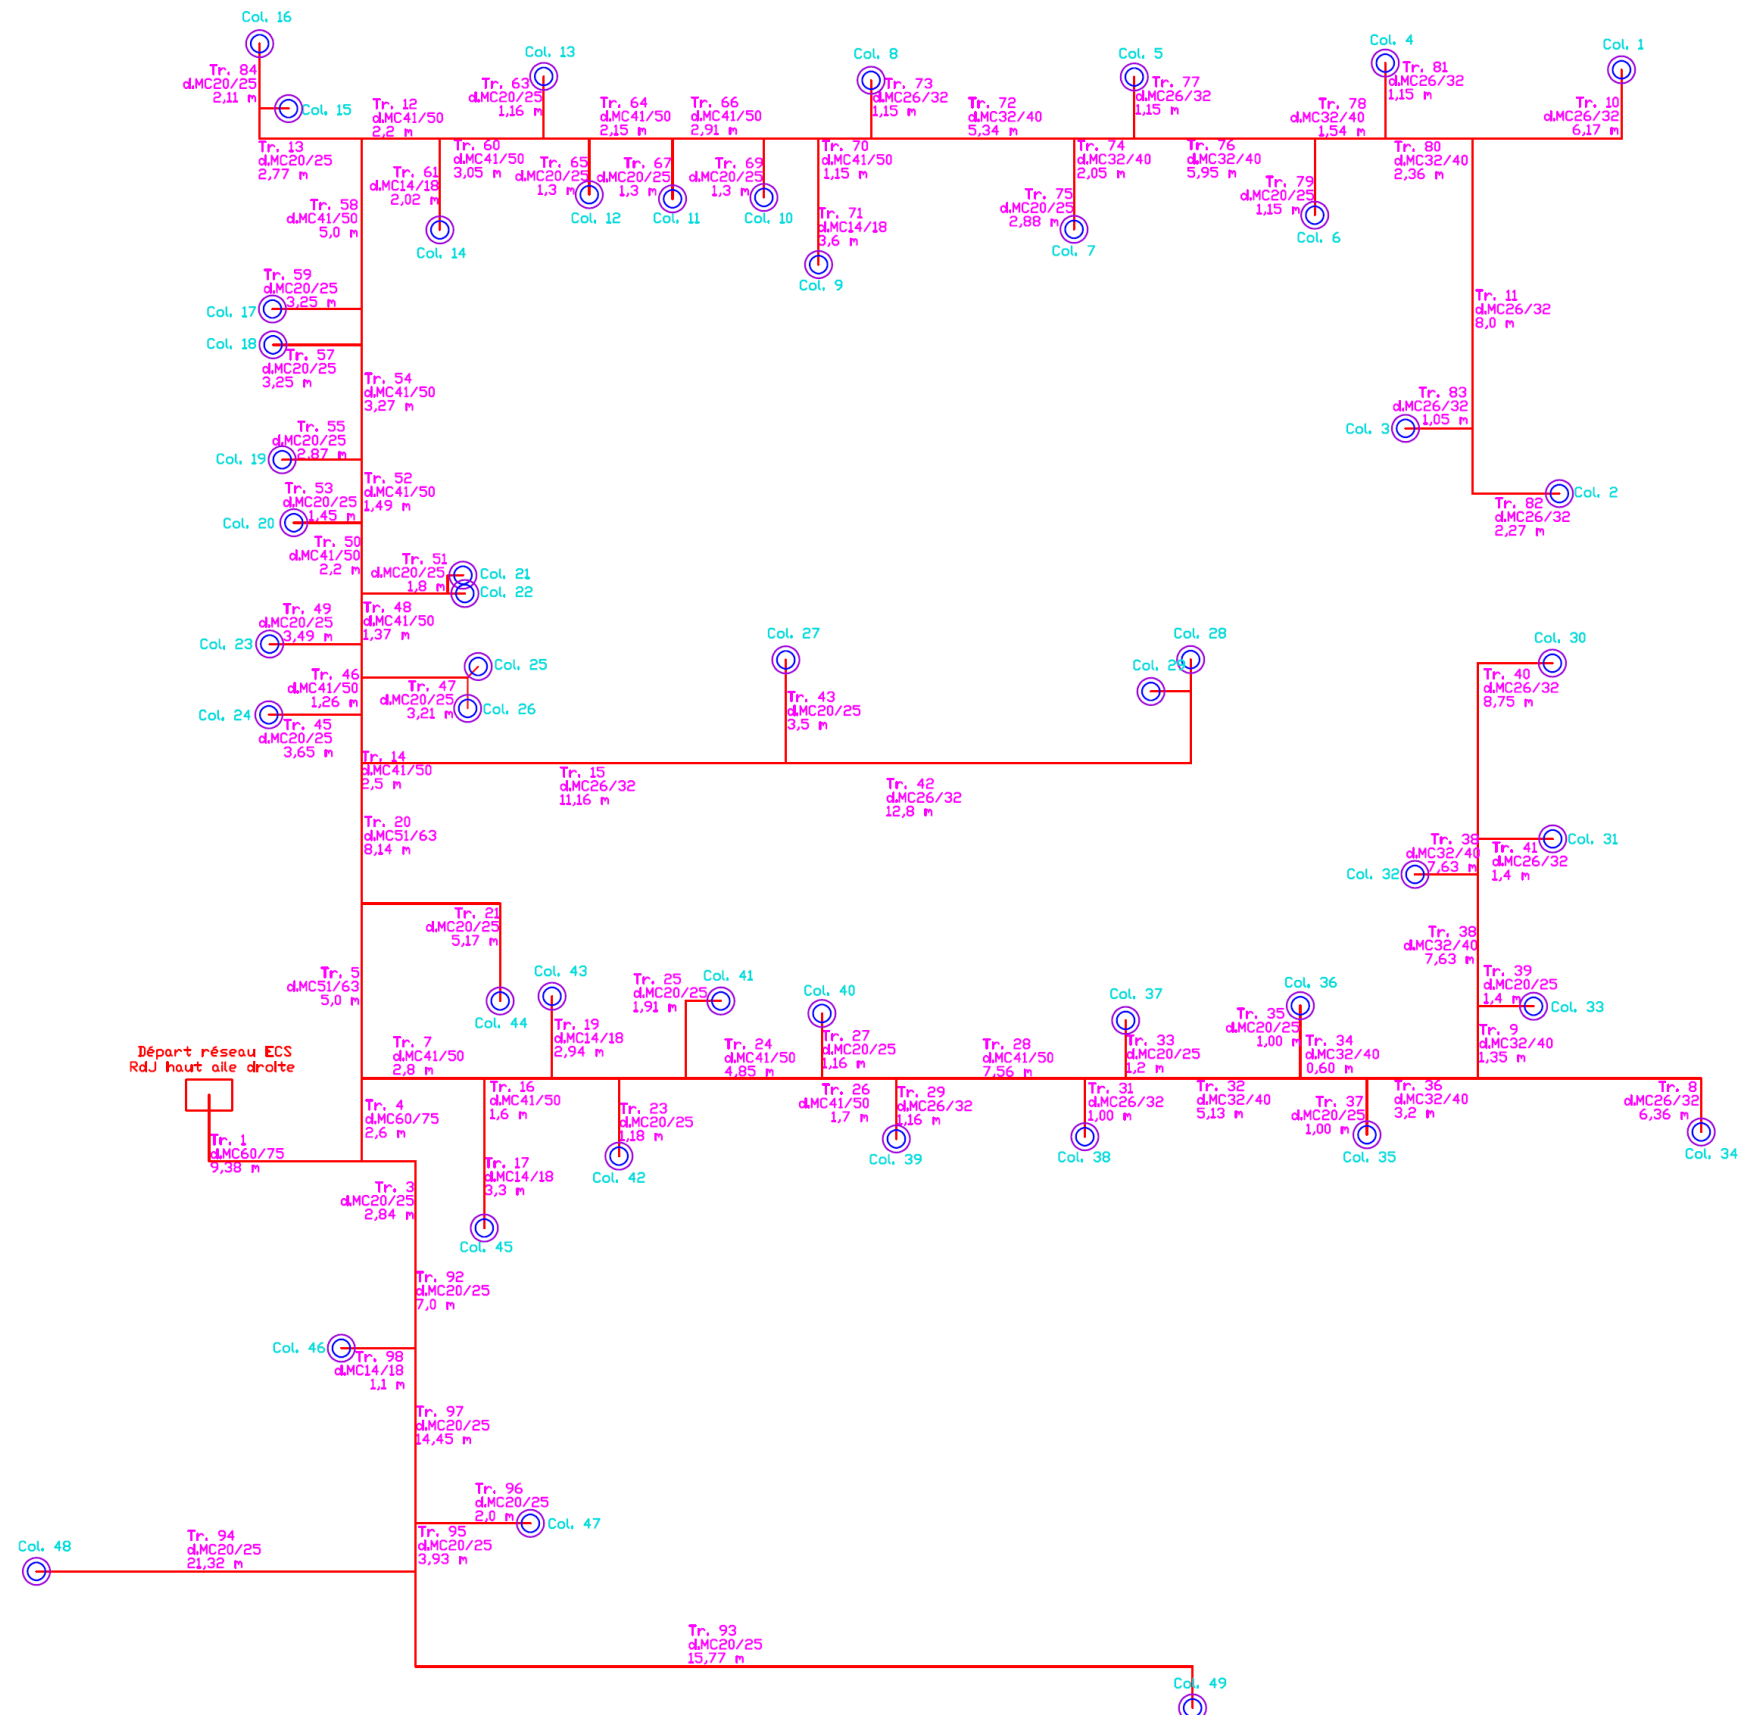 Col. 16
Tr. 84
d.MC20/25
2,11 m
Col. 15
Tr. 12
d.MC41/50
2,2 m
Col. 13
Tr. 63
d.MC20/25
1,16 m
Tr. 64
d.MC41/50
2,15 m
Tr. 66
d.MC41/50
2,91 m
Col. 8
Tr. 73
d.MC26/32
1,15 m
Tr. 72
d.MC32/40
5,34 m
Col. 5
Tr. 77
d.MC26/32
1,15 m
Tr. 78
d.MC32/40
1,54 m
Col. 4
Tr. 81
d.MC26/32
1,15 m
Col. 1
Tr. 10
d.MC26/32
6,17 m
Tr. 13
d.MC20/25
2,77 m
Tr. 61
d.MC14/18
2,02 m
Col. 14
Tr. 60
d.MC41/50
3,05 m
Tr. 65
d.MC20/25
1,3 m
Col. 12
Tr. 67
d.MC20/25
1,3 m
Col. 11
Tr. 69
d.MC20/25
1,3 m
Col. 10
Tr. 70
d.MC41/50
1,15 m
Tr. 71
d.MC14/18
3,6 m
Col. 9
Tr. 74
d.MC32/40
2,05 m
Tr. 75
d.MC20/25
2,88 m
Col. 7
Tr. 76
d.MC32/40
5,95 m
Tr. 79
d.MC20/25
1,15 m
Col. 6
Tr. 80
d.MC32/40
2,36 m
Tr. 58
d.MC41/50
5,0 m
Tr. 59
d.MC20/25
3,25 m
Col. 17
Col. 18
Tr. 57
d.MC20/25
3,25 m
Tr. 54
d.MC41/50
3,27 m
Tr. 11
d.MC26/32
8,0 m
Tr. 83
d.MC26/32
1,05 m
Col. 3
Col. 2
Tr. 82
d.MC26/32
2,27 m
Tr. 55
d.MC20/25
2,87 m
Col. 19
Tr. 52
d.MC41/50
1,49 m
Tr. 53
d.MC20/25
1,45 m
Col. 20
Tr. 50
d.MC41/50
2,2 m
Tr. 51
d.MC20/25
1,8 m
Col. 21
Col. 22
Tr. 49
d.MC20/25
3,49 m
Col. 23
Tr. 48
d.MC41/50
1,37 m
Tr. 46
d.MC41/50
1,26 m
Tr. 47
d.MC20/25
3,21 m
Col. 25
Col. 26
Col. 24
Tr. 45
d.MC20/25
3,65 m
Col. 27
Tr. 43
d.MC20/25
3,5 m
Col. 28
Col. 29
Col. 30
Tr. 40
d.MC26/32
8,75 m
Tr. 14
d.MC41/50
2,5 m
Tr. 15
d.MC26/32
11,16 m
Tr. 42
d.MC26/32
12,8 m
Tr. 20
d.MC51/63
8,14 m
Tr. 38
d.MC32/40
7,63 m
Col. 31
Tr. 41
d.MC26/32
1,4 m
Col. 32
Tr. 21
d.MC20/25
5,17 m
Col. 44
Tr. 38
d.MC32/40
7,63 m
Tr. 39
d.MC20/25
1,4 m
Col. 33
Tr. 5
d.MC51/63
5,0 m
Col. 43
Tr. 19
d.MC14/18
2,94 m
Tr. 25
d.MC20/25
1,91 m
Col. 41
Col. 40
Tr. 27
d.MC20/25
1,16 m
Col. 37
Tr. 33
d.MC20/25
1,2 m
Col. 36
Tr. 35
d.MC20/25
1,00 m
Tr. 34
d.MC32/40
0,60 m
Tr. 9
d.MC32/40
1,35 m
Départ réseau ECS
RdJ haut aile droite
Tr. 7
d.MC41/50
2,8 m
Tr. 24
d.MC41/50
4,85 m
Tr. 28
d.MC41/50
7,56 m
Tr. 4
d.MC60/75
2,6 m
Tr. 16
d.MC41/50
1,6 m
Tr. 23
d.MC20/25
1,18 m
Col. 42
Tr. 26
d.MC41/50
1,7 m
Tr. 29
d.MC26/32
1,16 m
Col. 39
Tr. 31
d.MC26/32
1,00 m
Col. 38
Tr. 32
d.MC32/40
5,13 m
Tr. 37
d.MC20/25
1,00 m
Col. 35
Tr. 36
d.MC32/40
3,2 m
Tr. 8
d.MC26/32
6,36 m
Col. 34
Tr. 1
d.MC60/75
9,38 m
Tr. 17
d.MC14/18
3,3 m
Col. 45
Tr. 3
d.MC20/25
2,84 m
Tr. 92
d.MC20/25
7,0 m
Col. 46
Tr. 98
d.MC14/18
1,1 m
Tr. 97
d.MC20/25
14,45 m
Tr. 96
d.MC20/25
2,0 m
Col. 47
Tr. 95
d.MC20/25
3,93 m
Col. 48
Tr. 94
d.MC20/25
21,32 m
Tr. 93
d.MC20/25
15,77 m
Col. 49